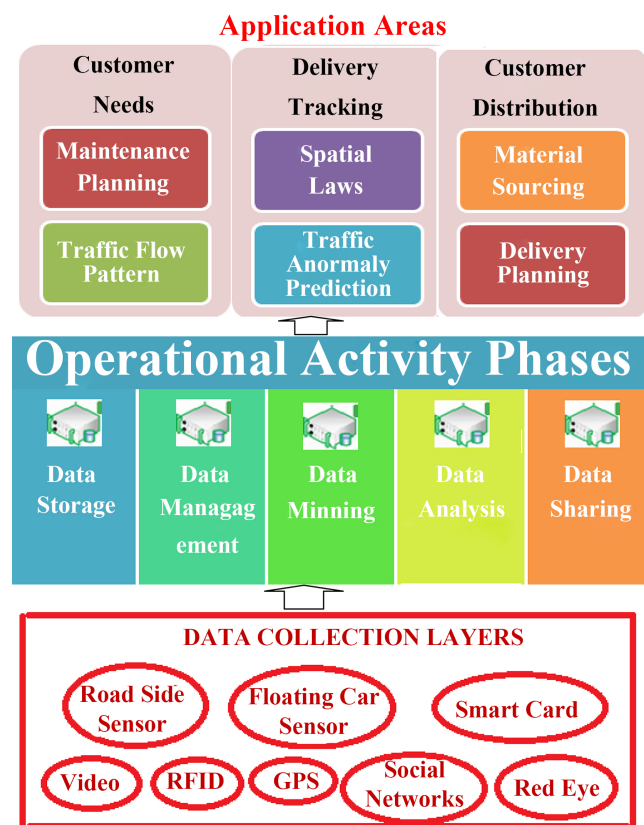 Application Areas
Customer
Needs
Maintenance
Planning
Traffic Flow
Pattern
Delivery
Tracking
Spatial
Laws
Traffic
Anormaly
Prediction
Customer
Distribution
Material
Sourcing
Delivery
Planning
Operational Activity Phases
Data
Storage
Data
Managag
ement
Data
Minning
Data
Analysis
Data
Sharing
DATA COLLECTION LAYERS
Road Side
Sensor
Floating Car
Sensor
Smart Card
Video
RFID
GPS
Social
Networks
Red Eye